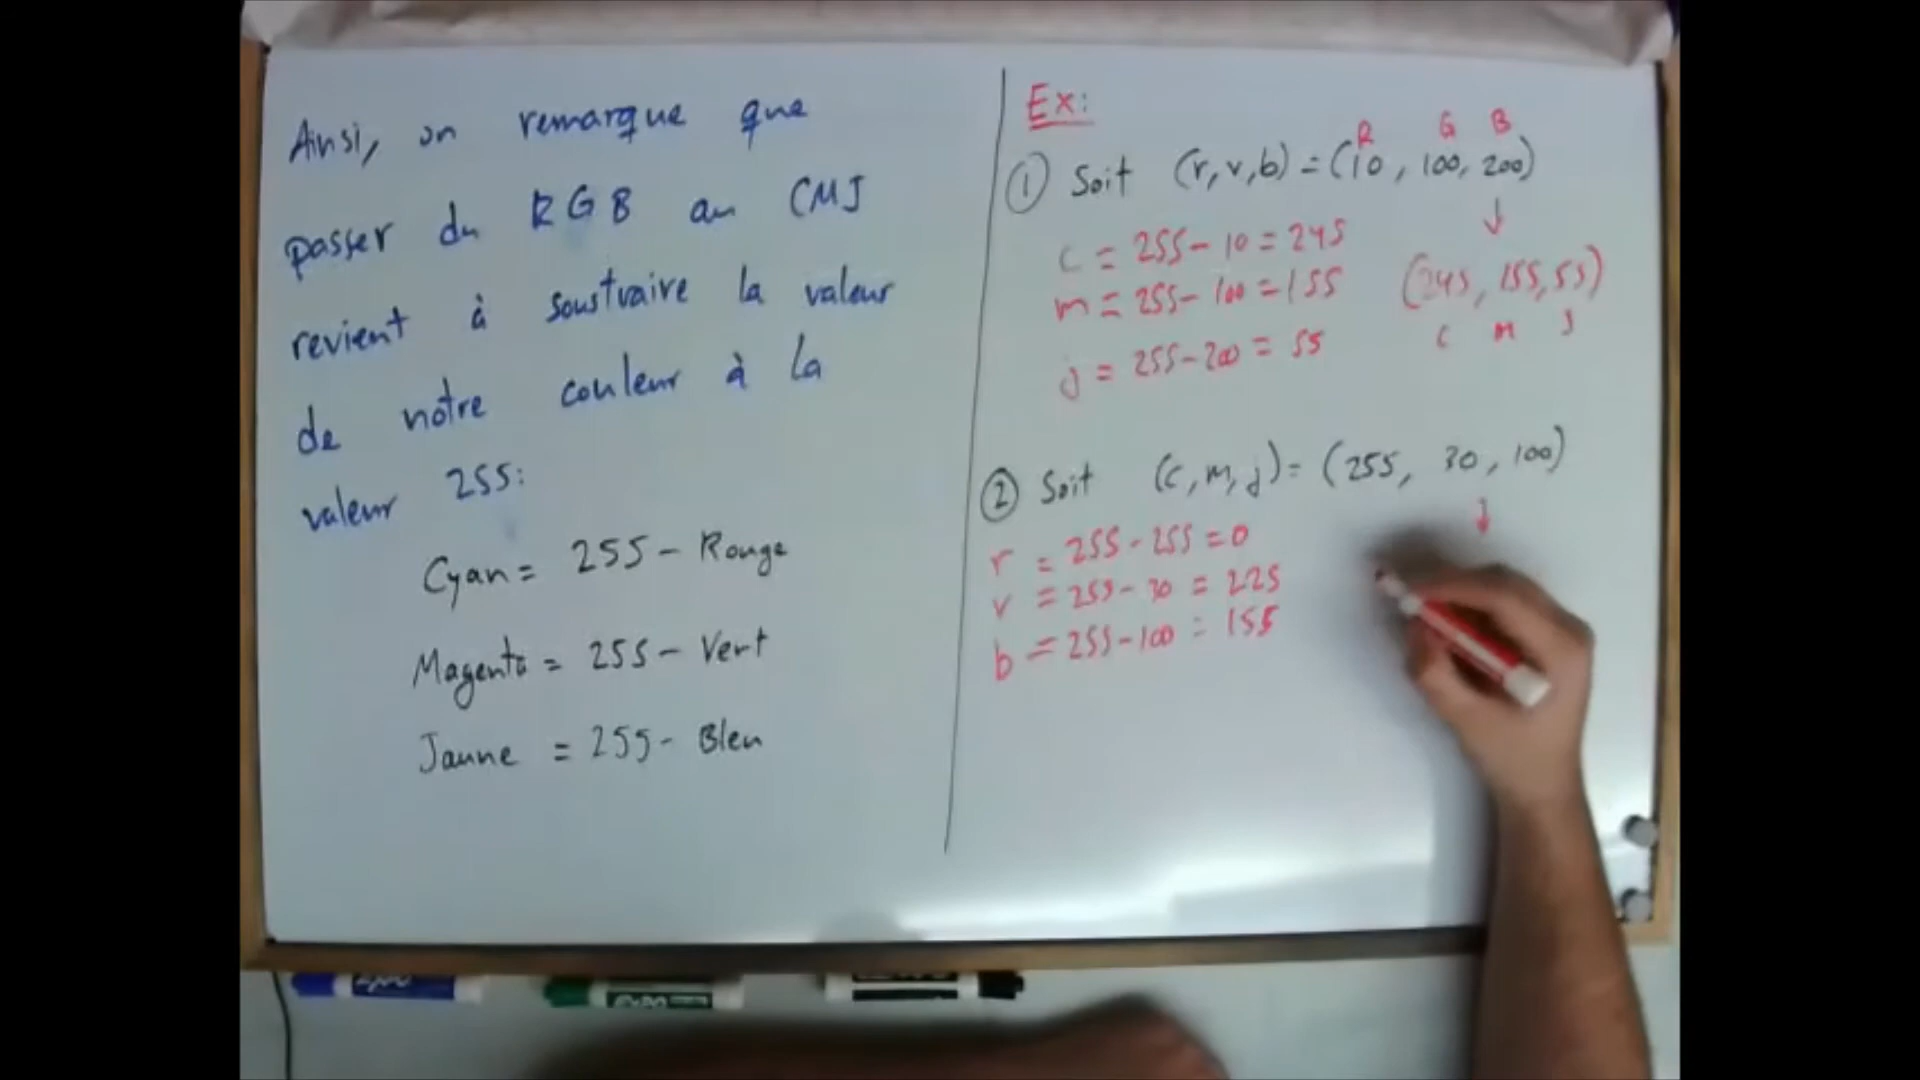 Ainsi, on remarque que
passer du RGB au CMJ
revient à soustraire la valeur
de notre couleur à la
valeur 255:
Cyan = 255 - Rouge
Magenta = 255 - Vert
Jaune = 255 - Bleu
Ex:
R G B
① Soit (r,v,b) = (10, 100, 200)
↓
c = 255 - 10 = 245
m = 255 - 100 = 155
(245, 155, 55)
c m j
j = 255 - 200 = 55
② Soit (c,m,j) = (255, 30, 100)
↓
r = 255 - 255 = 0
v = 255 - 30 = 225
b = 255 - 100 = 155